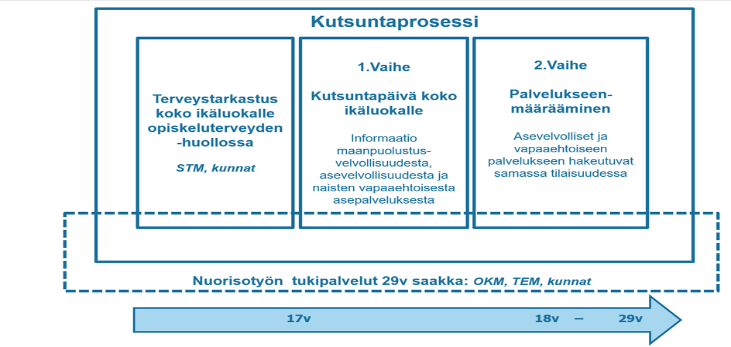 Kutsuntaprosessi
Terveystarkastus
koko ikäluokalle
opiskeluterveyden
-huollossa
STM, kunnat
1.Vaihe
Kutsuntapäivä koko
ikäluokalle
Informaatio
maanpuolustus-
velvollisuudesta,
asevelvollisuudesta ja
naisten vapaaehtoisesta
asepalveluksesta
2.Vaihe
Palvelukseen-
määrääminen
Asevelvolliset ja
vapaaehtoiseen
palvelukseen hakeutuvat
samassa tilaisuudessa
Nuorisotyön tukipalvelut 29v saakka: OKM, TEM, kunnat
17v 18v – 29v